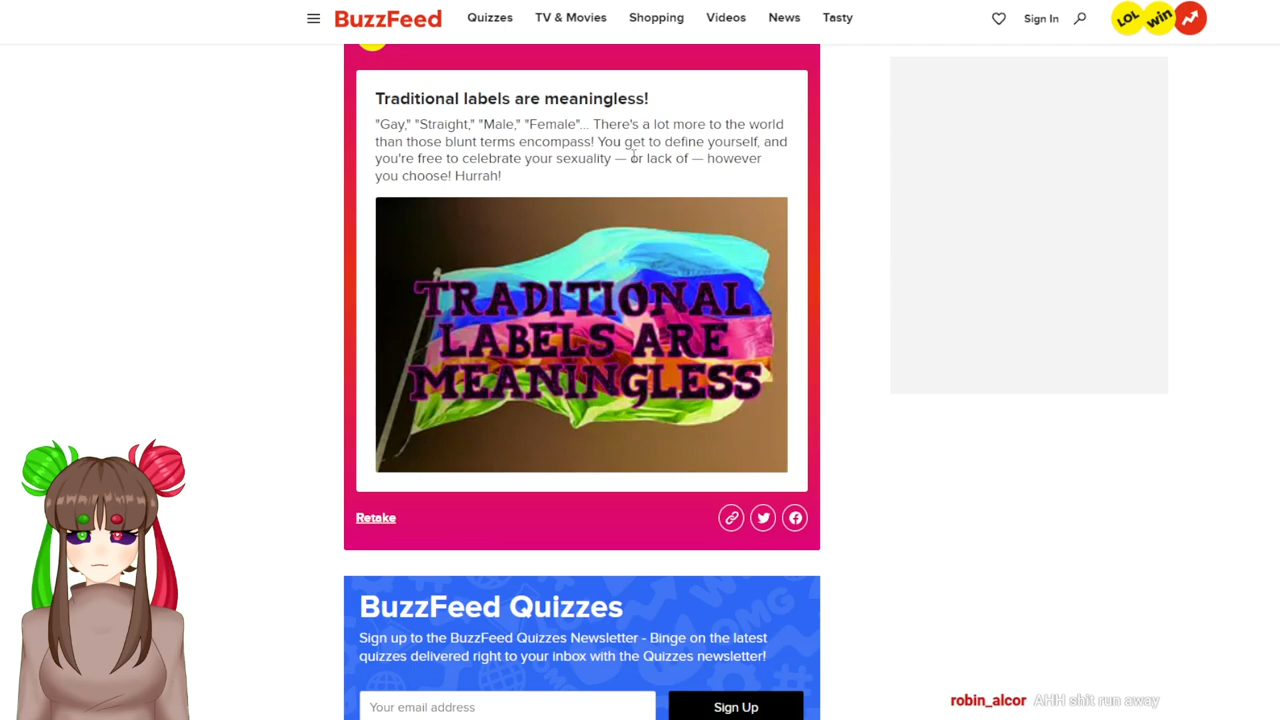 BuzzFeed Quizzes TV & Movies Shopping Videos News Tasty Sign In LOL win
Traditional labels are meaningless!
"Gay," "Straight," "Male," "Female"... There's a lot more to the world
than those blunt terms encompass! You get to define yourself, and
you're free to celebrate your sexuality — or lack of — however
you choose! Hurrah!
TRADITIONAL
LABELS ARE
MEANINGLESS
Retake
BuzzFeed Quizzes
OMG
Sign up to the BuzzFeed Quizzes Newsletter - Binge on the latest
quizzes delivered right to your inbox with the Quizzes newsletter!
Your email address Sign Up
robin_alcor AHH shit run away